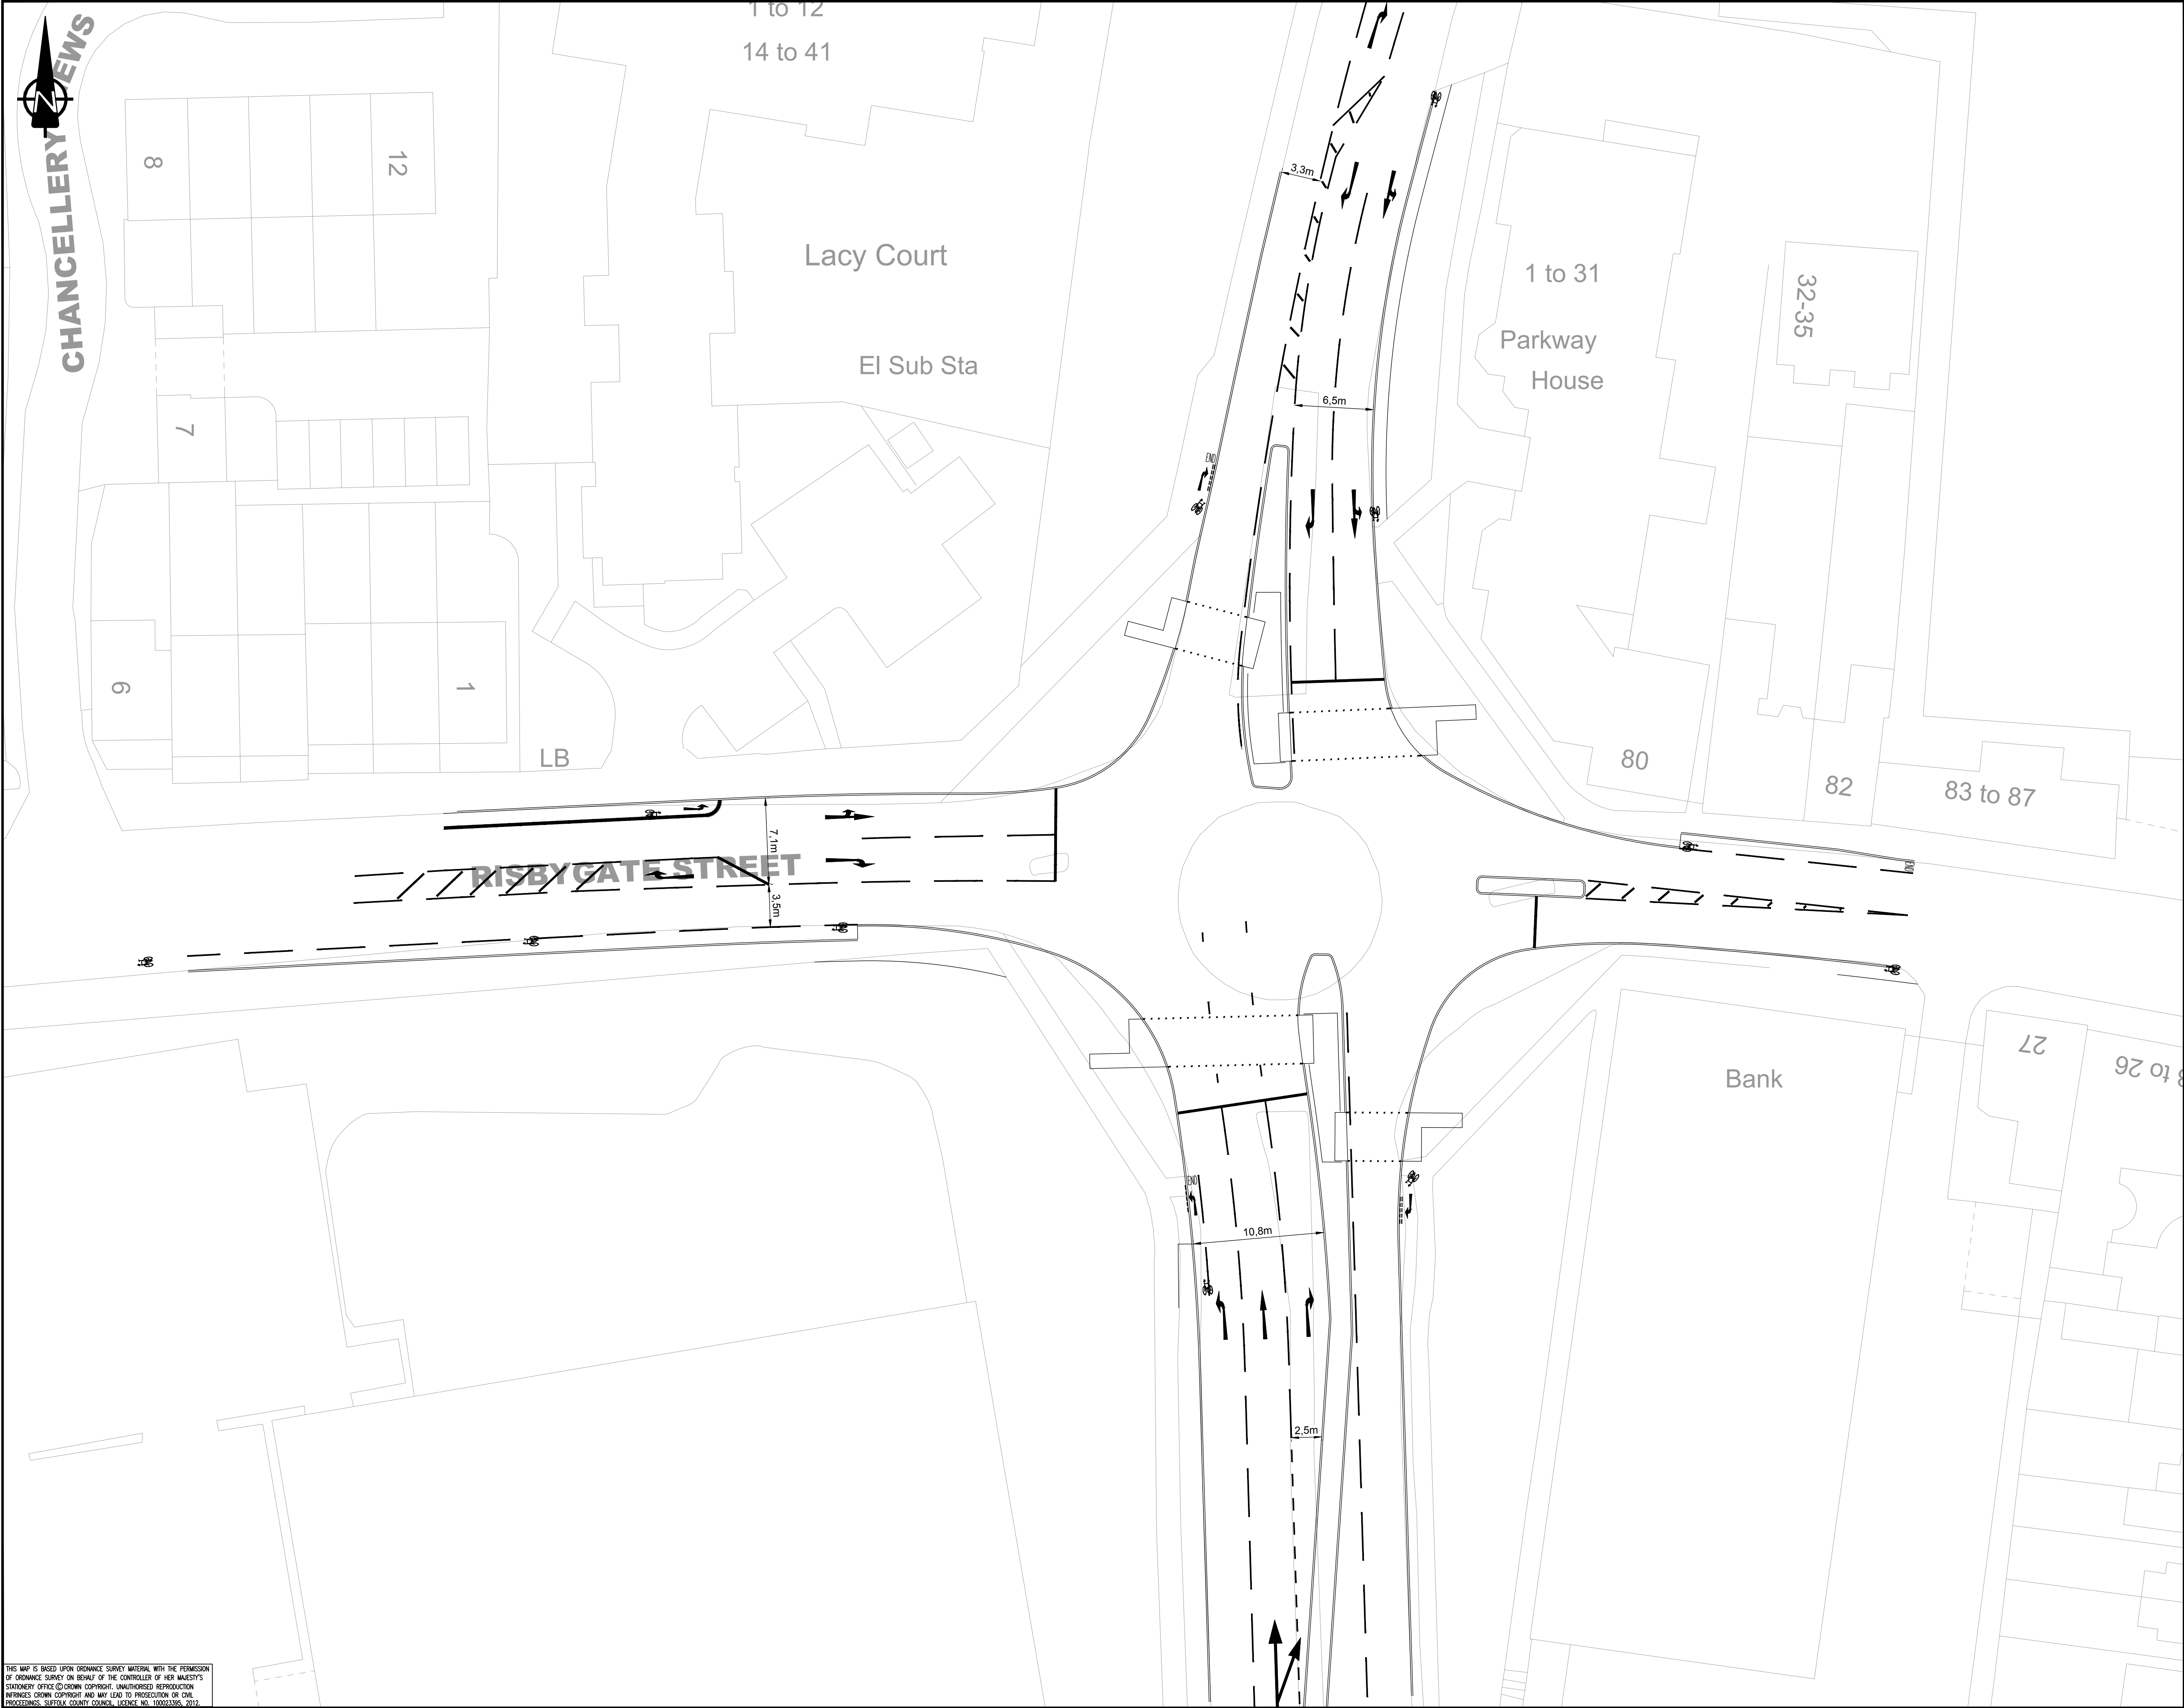 1 to 12
14 to 41
N
CHANCELLERY MEWS
8
12
3,3m
Lacy Court
1 to 31
32-35
Parkway
House
El Sub Sta
6,5m
7
END
6
1
LB
80
82
83 to 87
7,1m
RISBYGATE STREET
END
3,5m
27
Bank
END
10,8m
2,5m
THIS MAP IS BASED UPON ORDNANCE SURVEY MATERIAL WITH THE PERMISSION
OF ORDNANCE SURVEY ON BEHALF OF THE CONTROLLER OF HER MAJESTY'S
STATIONERY OFFICE © CROWN COPYRIGHT. UNAUTHORISED REPRODUCTION
INFRINGES CROWN COPYRIGHT AND MAY LEAD TO PROSECUTION OR CIVIL
PROCEEDINGS. SUFFOLK COUNTY COUNCIL, LICENCE NO. 100023395, 2012.